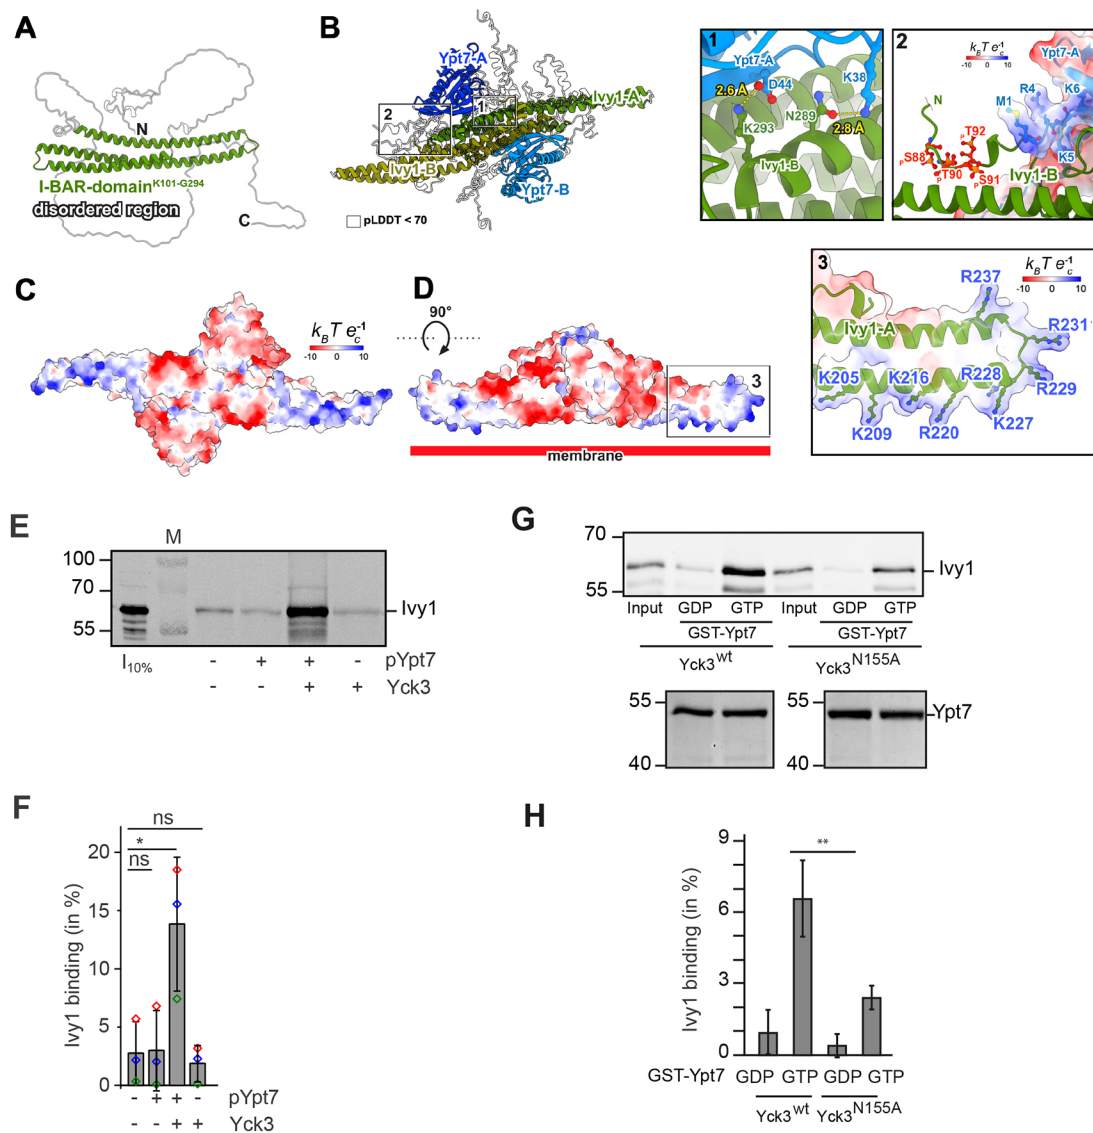 A
N
I-BAR-domainK101-G294
disordered region
C
B
Ypt7-A
1
2
Ivy1-A
Ivy1-B
Ypt7-B
pLDDT < 70
1
Ypt7-A
K38
2.6 A
D44
N289
K293
2.8 A
Ivy1-B
2
kBT ec-1
-10 0 10
Ypt7-A
R4
K6
N
M1
T92
K5
pS88
pT90
pS91
Ivy1-B
C
kBT ec-1
-10 0 10
D
90°
3
membrane
3
kBT ec-1
-10 0 10
R237
Ivy1-A
R231
K205
K216
R228
R229
K209
R220
K227
E
M
100
70
55
Ivy1
I10%
- + + - pYpt7
- - + + Yck3
G
70
55
Ivy1
Input GDP GTP Input GDP GTP
GST-Ypt7 GST-Ypt7
Yck3wt Yck3N155A
55
40
55
40
Ypt7
F
ns
*
ns
20
15
10
5
0
Ivy1 binding (in %)
- + + - pYpt7
- - + + Yck3
H
**
9
6
3
0
Ivy1 binding (in %)
GST-Ypt7 GDP GTP GDP GTP
Yck3wt Yck3N155A